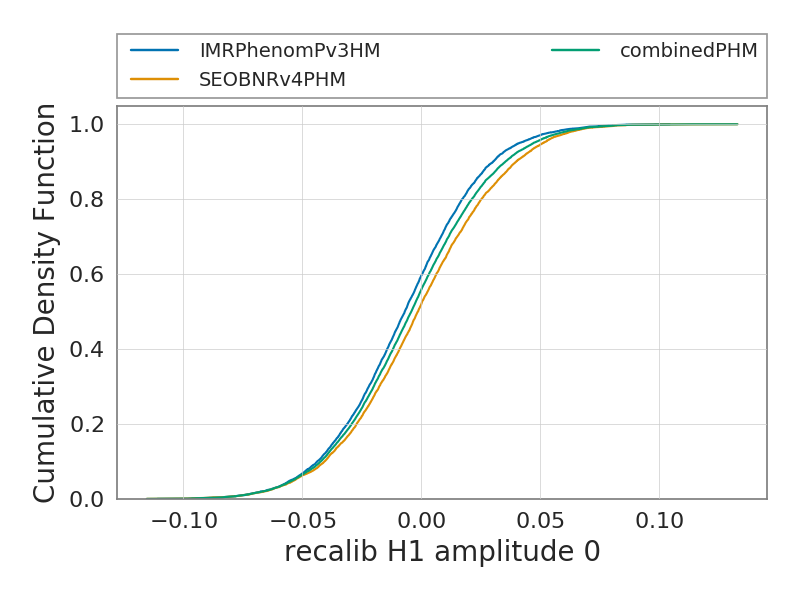 IMRPhenomPv3HM
SEOBNRv4PHM
combinedPHM
Cumulative Density Function
1.0
0.8
0.6
0.4
0.2
0.0
−0.10 −0.05 0.00 0.05 0.10
recalib H1 amplitude 0